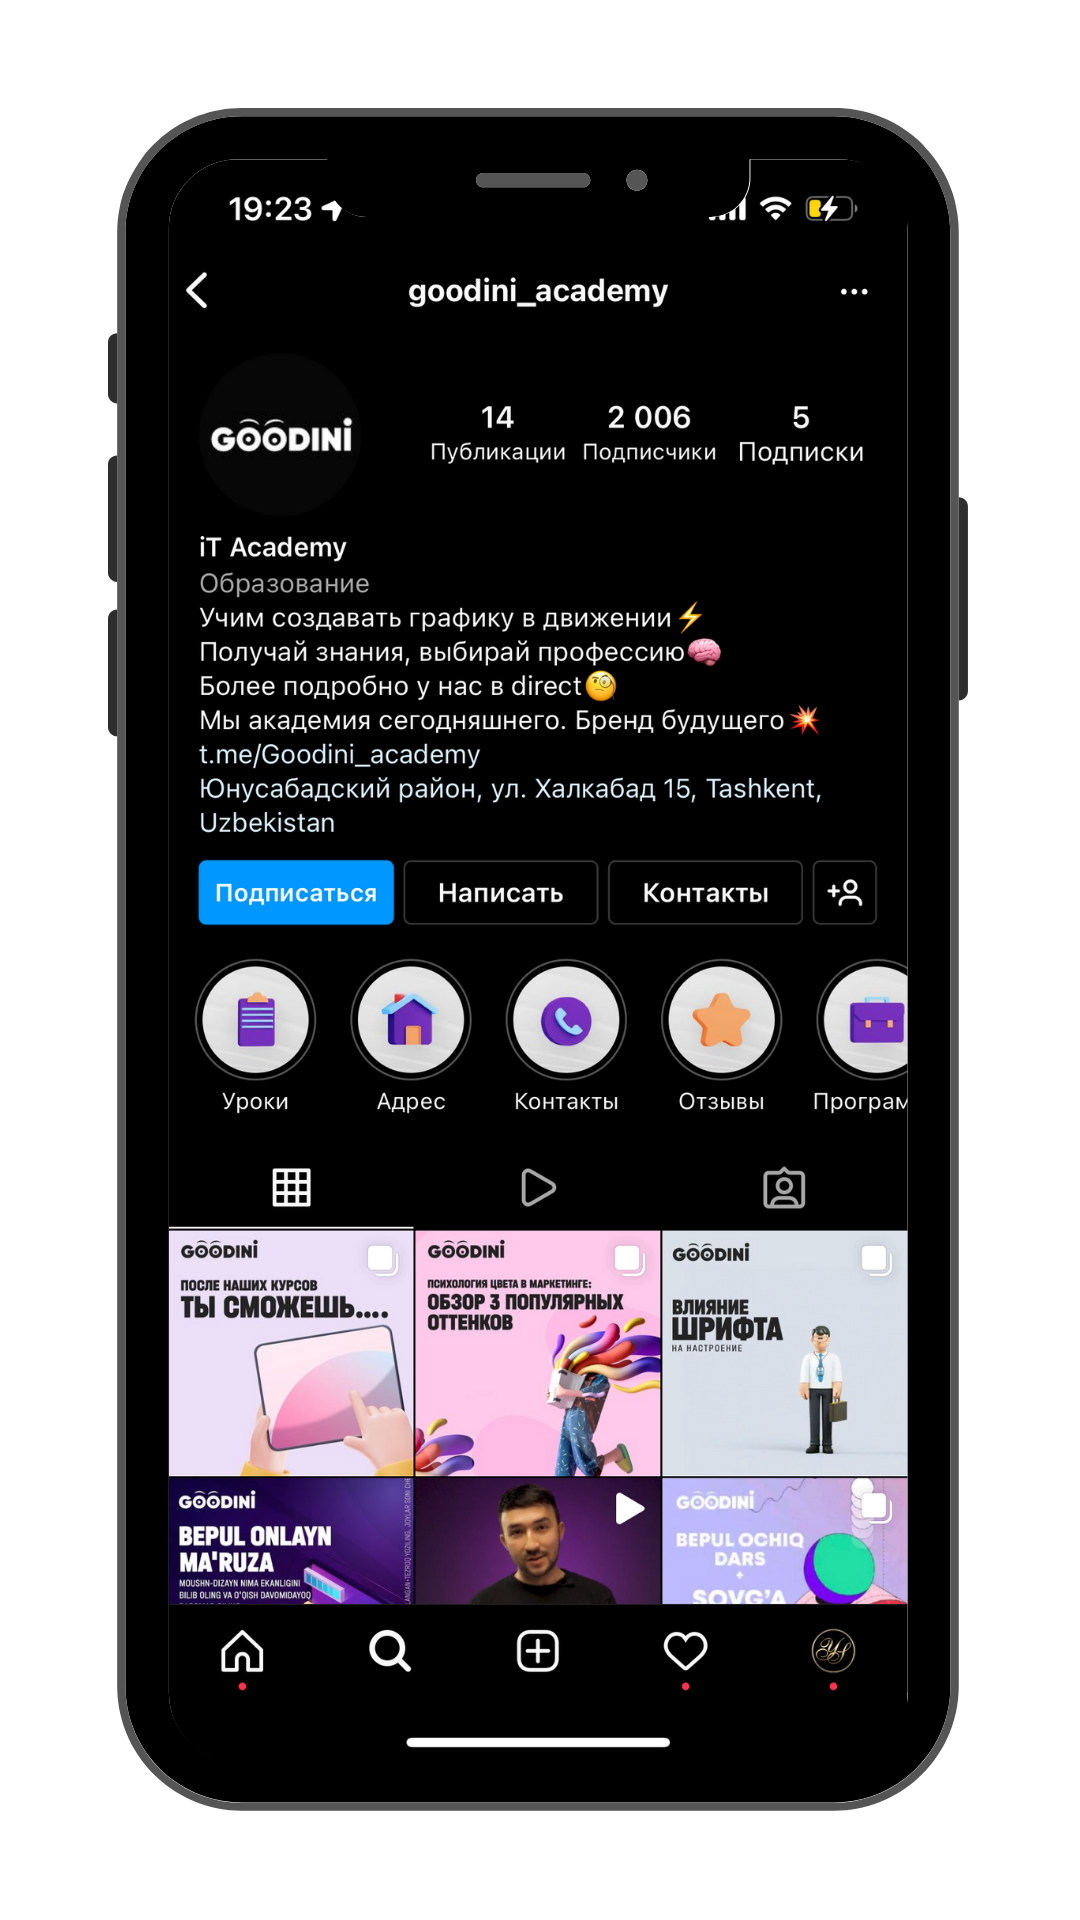 19:23
goodini_academy
GOODINI
14
Публикации
2 006
Подписчики
5
Подписки
iT Academy
Образование
Учим создавать графику в движении⚡
Получай знания, выбирай профессию🧠
Более подробно у нас в direct🧐
Мы академия сегодняшнего. Бренд будущего💥
t.me/Goodini_academy
Юнусабадский район, ул. Халкабад 15, Tashkent,
Uzbekistan
Подписаться
Написать
Контакты
Уроки
Адрес
Контакты
Отзывы
Програм
GOODINI
ПОСЛЕ НАШИХ КУРСОВ
ТЫ СМОЖЕШЬ....
GOODINI
ПСИХОЛОГИЯ ЦВЕТА В МАРКЕТИНГЕ:
ОБЗОР 3 ПОПУЛЯРНЫХ
ОТТЕНКОВ
GOODINI
ВЛИЯНИЕ
ШРИФТА
НА НАСТРОЕНИЕ
GOODINI
BEPUL ONLAYN
MA'RUZA
MOUSHN-DIZAYN NIMA EKANLIGINI
BILIB OLING VA O'QISH DAVOMIDAYOQ
GOODINI
BEPUL OCHIQ
DARS
+
SOVG'A